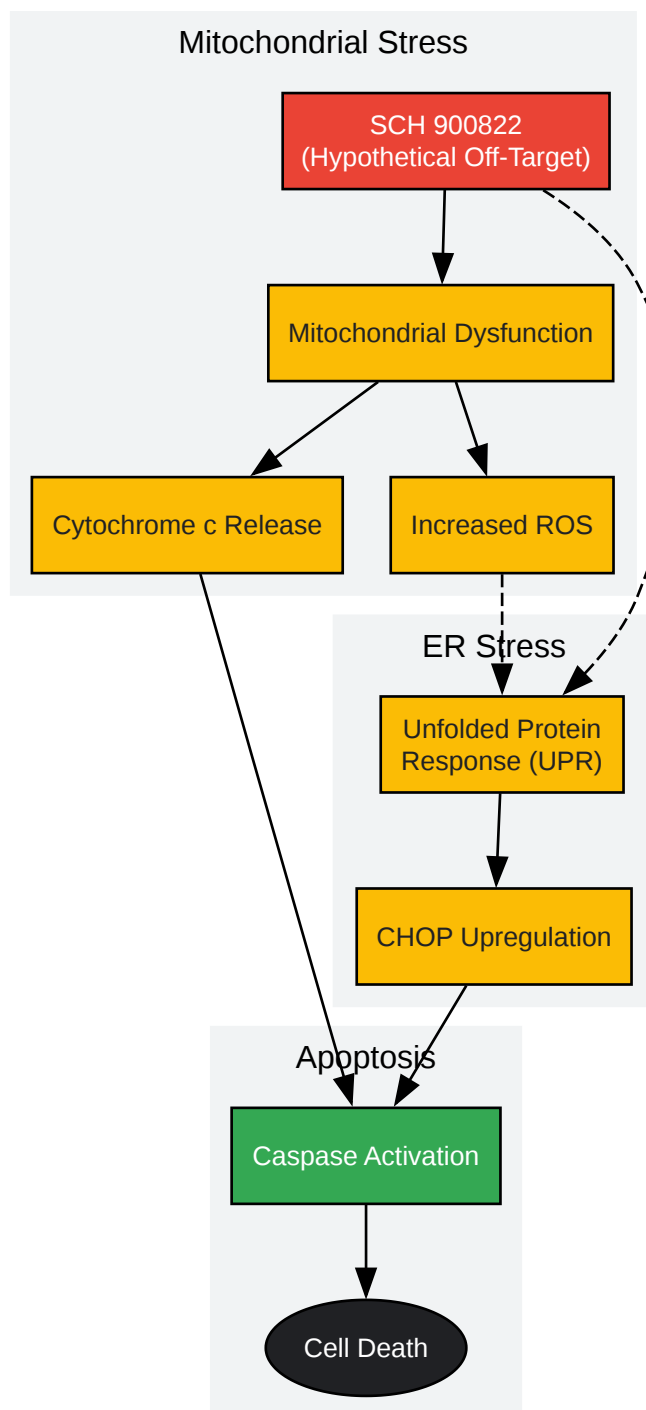 Mitochondrial Stress
SCH 900822
(Hypothetical Off-Target)
Mitochondrial Dysfunction
Cytochrome c Release
Increased ROS
ER Stress
Unfolded Protein
Response (UPR)
CHOP Upregulation
Apoptosis
Caspase Activation
Cell Death